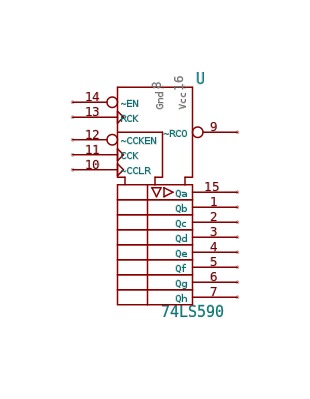 U
Gnd 8
Vcc 16
14 ~EN
13 RCK
12 ~CCKEN
11 CCK
10 ~CCLR
~RCO 9
Qa 15
Qb 1
Qc 2
Qd 3
Qe 4
Qf 5
Qg 6
Qh 7
74LS590